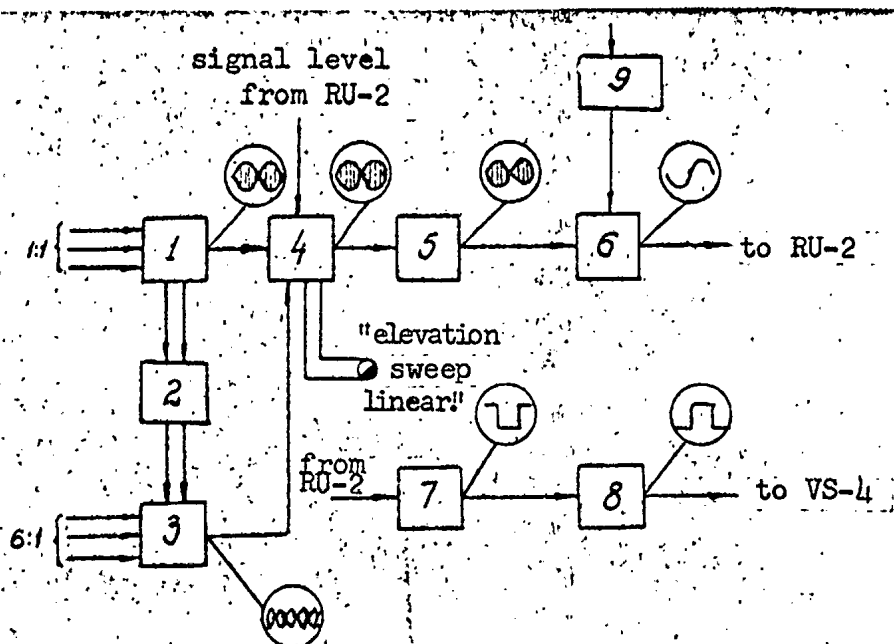 signal level
from RU-2
9
1:1
1
4
5
6
to RU-2
"elevation
sweep
linear"
2
from
RU-2
7
8
to VS-4
6:1
3